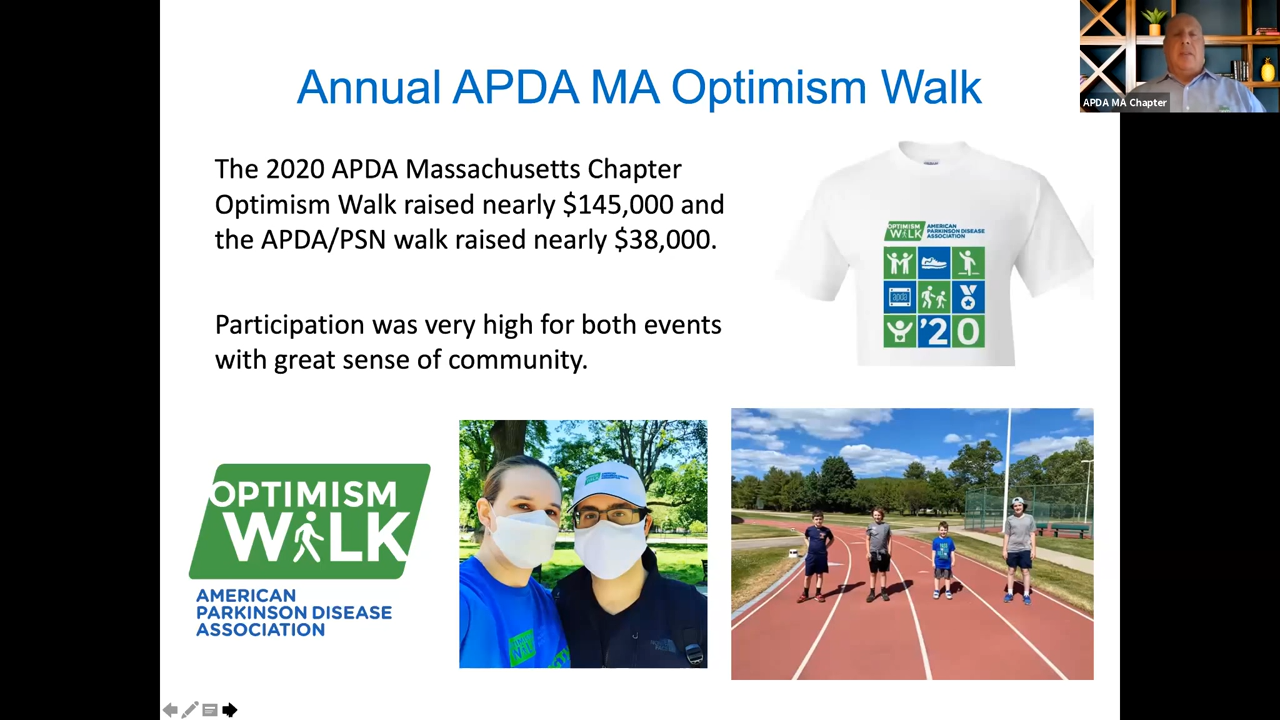 Annual APDA MA Optimism Walk
APDA MA Chapter
The 2020 APDA Massachusetts Chapter
Optimism Walk raised nearly $145,000 and
the APDA/PSN walk raised nearly $38,000.
Participation was very high for both events
with great sense of community.
OPTIMISM
WALK
AMERICAN
PARKINSON DISEASE
ASSOCIATION
apda
'20
OPTIMISM
WALK
AMERICAN
PARKINSON DISEASE
ASSOCIATION